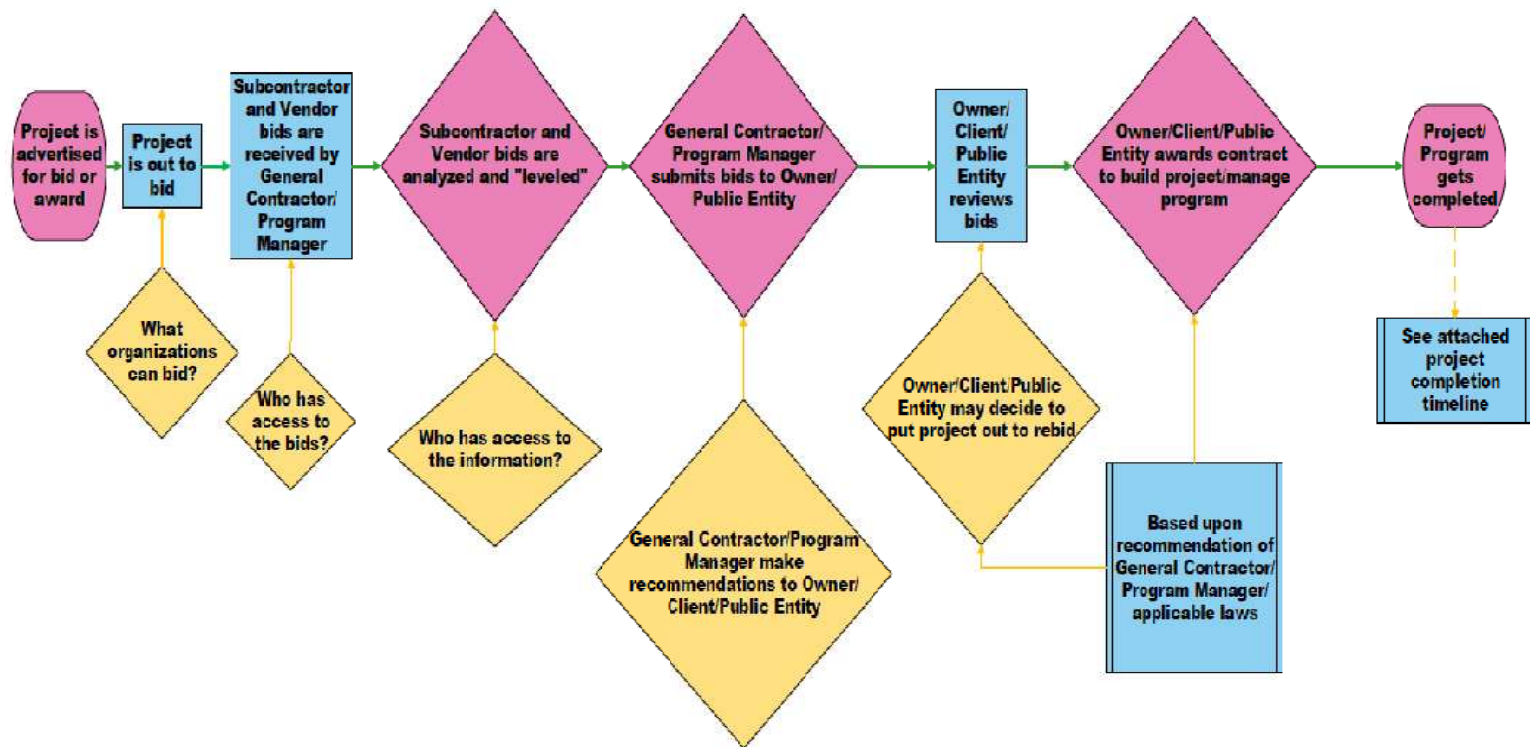 Project is
advertised
for bid or
award
Project
is out to
bid
Subcontractor
and Vendor
bids are
received by
General
Contractor/
Program
Manager
Subcontractor and
Vendor bids are
analyzed and "leveled"
General Contractor/
Program Manager
submits bids to Owner/
Public Entity
Owner/
Client/
Public
Entity
reviews
bids
Owner/Client/Public
Entity awards contract
to build project/manage
program
Project/
Program
gets
completed
What
organizations
can bid?
Who has
access to
the bids?
Who has access to
the information?
General Contractor/Program
Manager make
recommendations to Owner/
Client/Public Entity
Owner/Client/Public
Entity may decide to
put project out to rebid
Based upon
recommendation of
General Contractor/
Program Manager/
applicable laws
See attached
project
completion
timeline